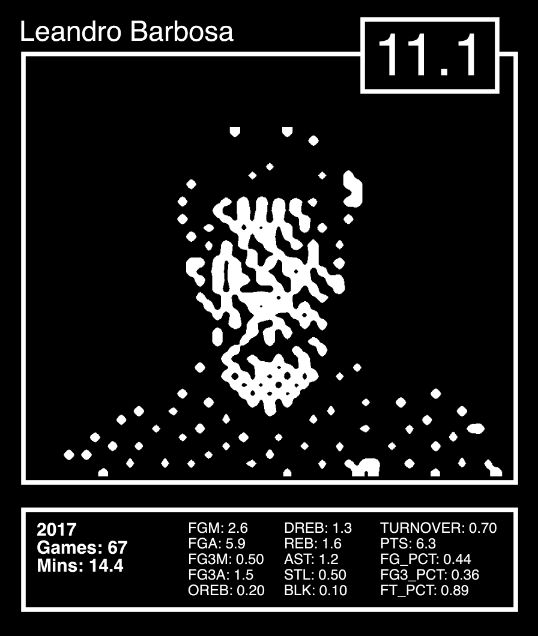 Leandro Barbosa
11.1
2017
Games: 67
Mins: 14.4
FGM: 2.6
FGA: 5.9
FG3M: 0.50
FG3A: 1.5
OREB: 0.20
DREB: 1.3
REB: 1.6
AST: 1.2
STL: 0.50
BLK: 0.10
TURNOVER: 0.70
PTS: 6.3
FG_PCT: 0.44
FG3_PCT: 0.36
FT_PCT: 0.89